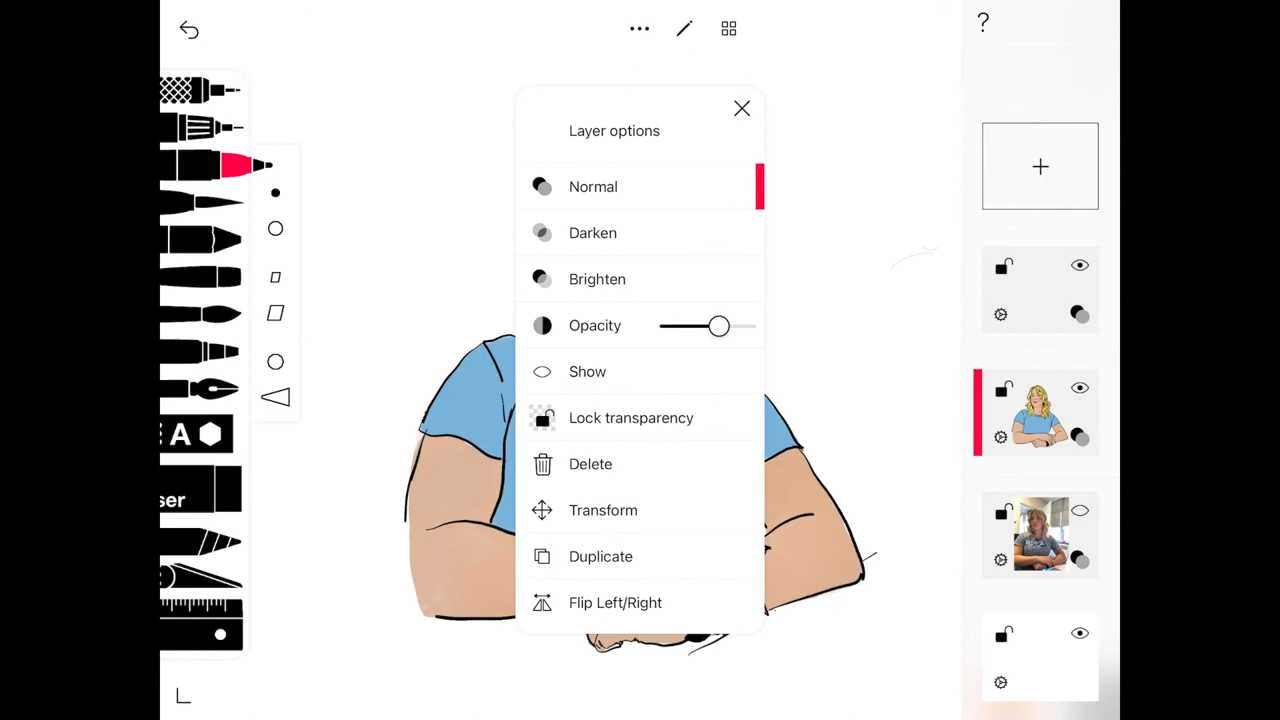 ?
Layer options
Normal
Darken
Brighten
Opacity
Show
Lock transparency
A
Delete
ser
Transform
Duplicate
Flip Left/Right